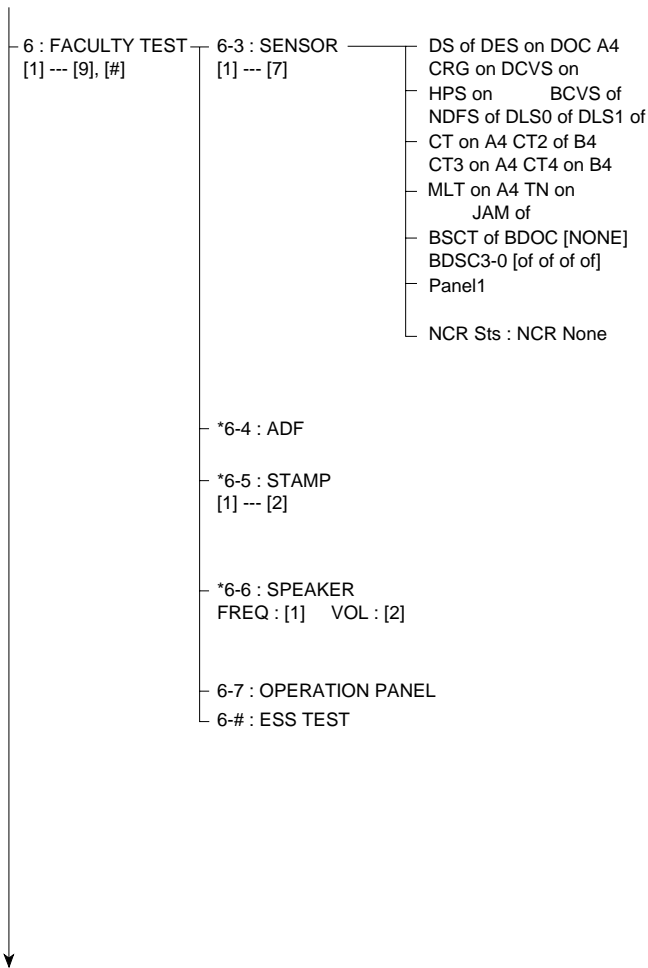 6 : FACULTY TEST
[1] --- [9], [#]
6-3 : SENSOR
[1] --- [7]
DS of DES on DOC A4
CRG on DCVS on
HPS on BCVS of
NDFS of DLS0 of DLS1 of
CT on A4 CT2 of B4
CT3 on A4 CT4 on B4
MLT on A4 TN on
JAM of
BSCT of BDOC [NONE]
BDSC3-0 [of of of of]
Panel1
NCR Sts : NCR None
*6-4 : ADF
*6-5 : STAMP
[1] --- [2]
*6-6 : SPEAKER
FREQ : [1] VOL : [2]
6-7 : OPERATION PANEL
6-# : ESS TEST